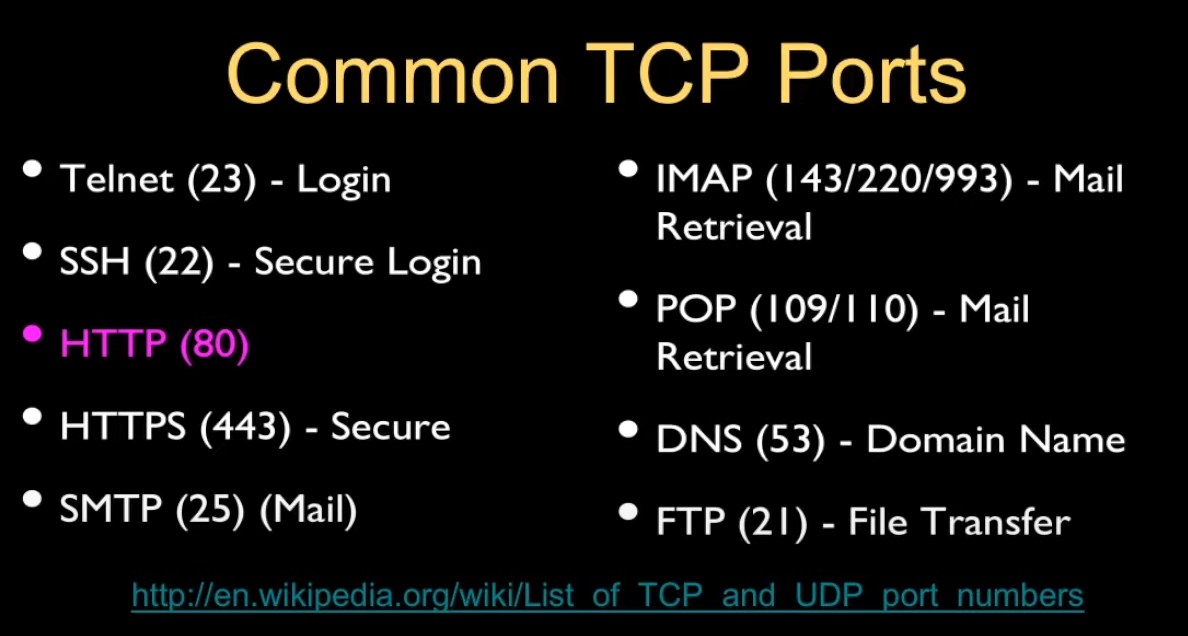 Common TCP Ports
• Telnet (23) - Login
• SSH (22) - Secure Login
• HTTP (80)
• HTTPS (443) - Secure
• SMTP (25) (Mail)
• IMAP (143/220/993) - Mail
Retrieval
• POP (109/110) - Mail
Retrieval
• DNS (53) - Domain Name
• FTP (21) - File Transfer
http://en.wikipedia.org/wiki/List_of_TCP_and_UDP_port_numbers